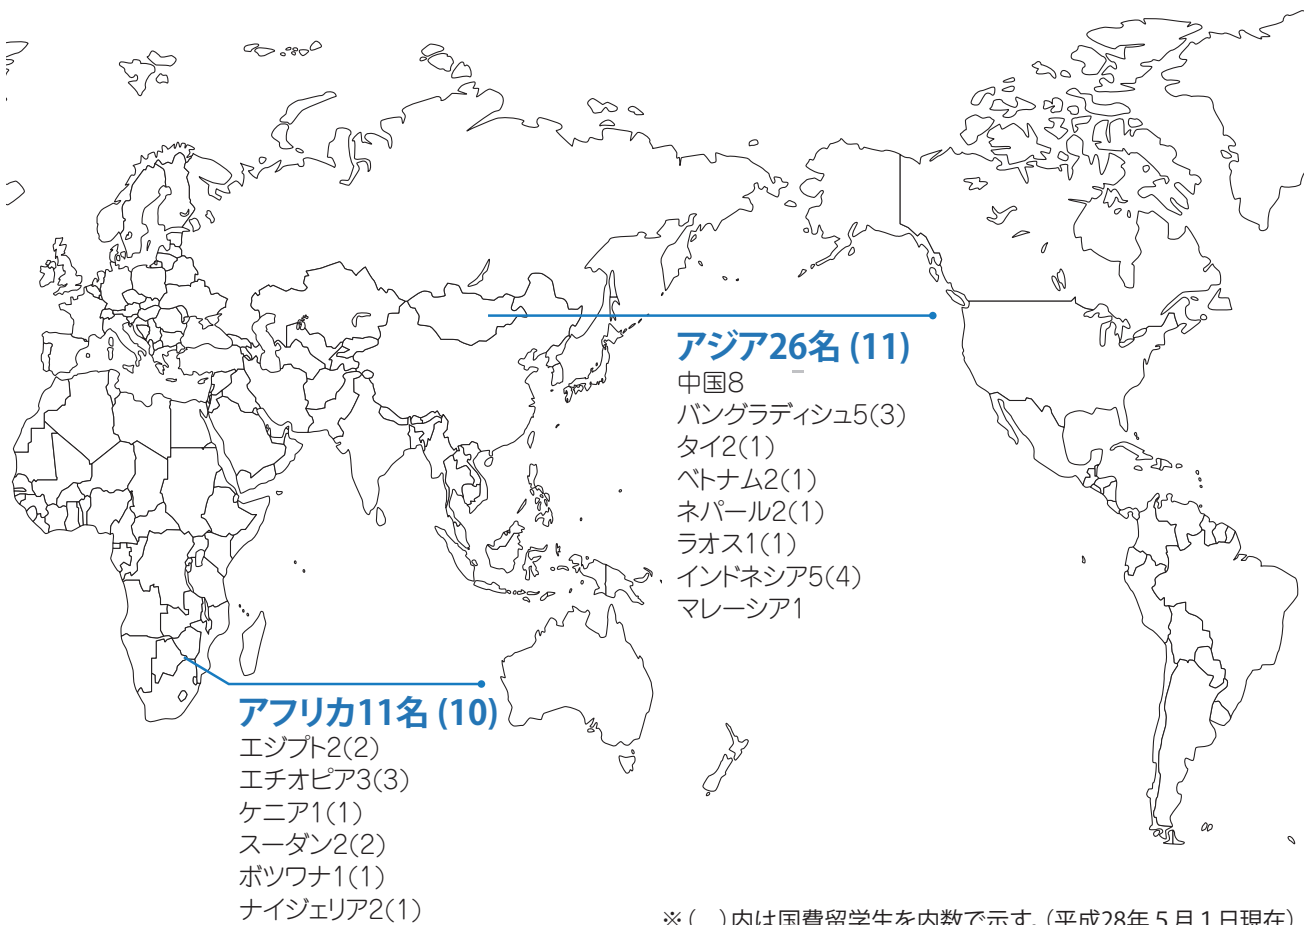 アジア26名 (11)
中国8
バングラディシュ5(3)
タイ2(1)
ベトナム2(1)
ネパール2(1)
ラオス1(1)
インドネシア5(4)
マレーシア1
アフリカ11名 (10)
エジプト2(2)
エチオピア3(3)
ケニア1(1)
スーダン2(2)
ボツワナ1(1)
ナイジェリア2(1)
※(　)内は国費留学生を内数で示す。(平成28年5月1日現在)